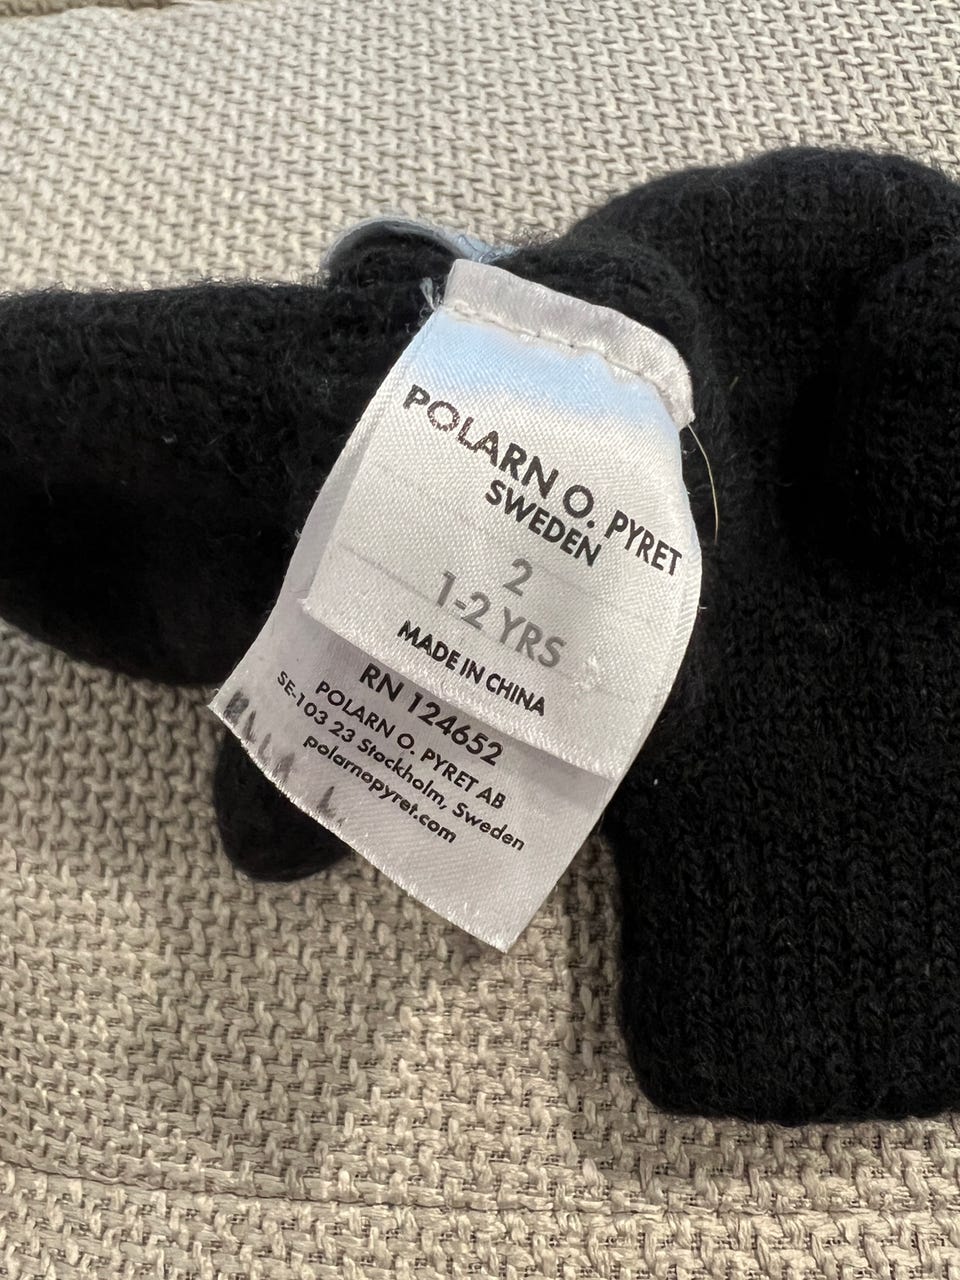 POLARN O. PYRET
SWEDEN
2
1-2 YRS
MADE IN CHINA
RN 124652
POLARN O. PYRET AB
SE-103 23 Stockholm, Sweden
polarnopyret.com